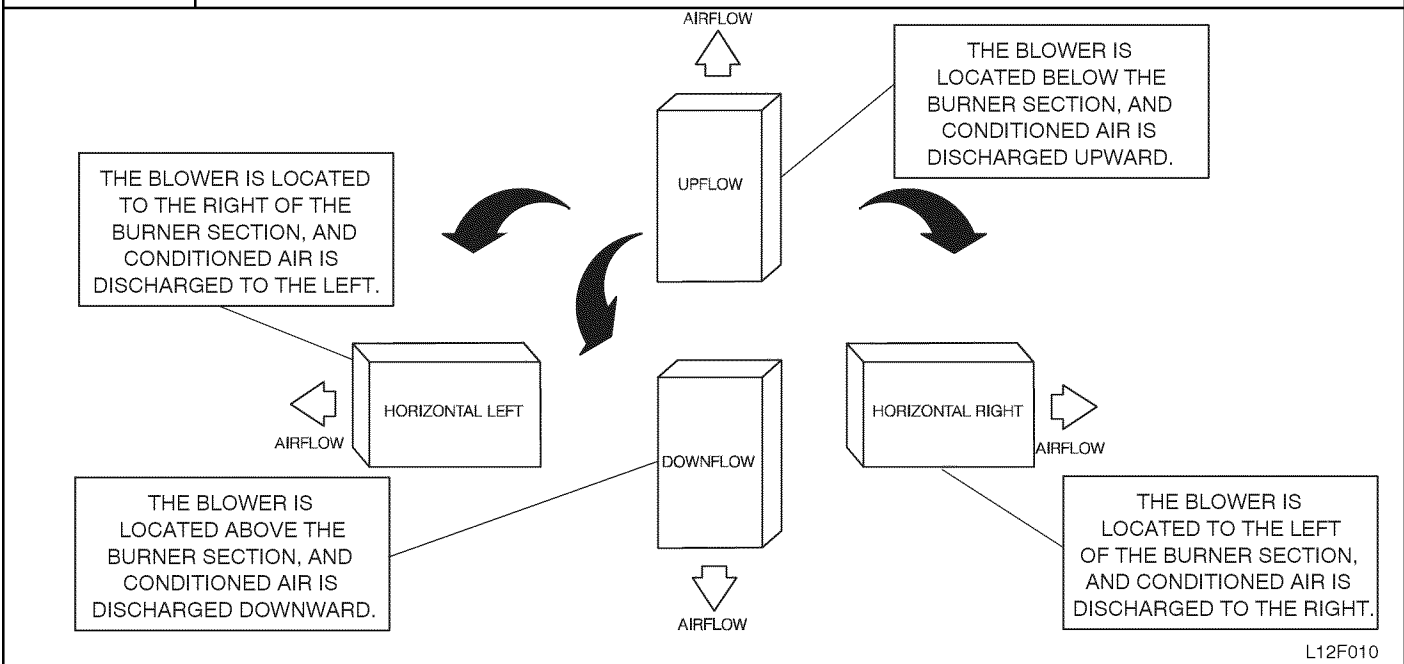 AIRFLOW
THE BLOWER IS
LOCATED BELOW THE
BURNER SECTION, AND
CONDITIONED AIR IS
DISCHARGED UPWARD.
UPFLOW
THE BLOWER IS LOCATED
TO THE RIGHT OF THE
BURNER SECTION, AND
CONDITIONED AIR IS
DISCHARGED TO THE LEFT.
HORIZONTAL LEFT
AIRFLOW
HORIZONTAL RIGHT
AIRFLOW
DOWNFLOW
THE BLOWER IS
LOCATED ABOVE THE
BURNER SECTION, AND
CONDITIONED AIR IS
DISCHARGED DOWNWARD.
AIRFLOW
THE BLOWER IS
LOCATED TO THE LEFT
OF THE BURNER SECTION,
AND CONDITIONED AIR IS
DISCHARGED TO THE RIGHT.
L12F010